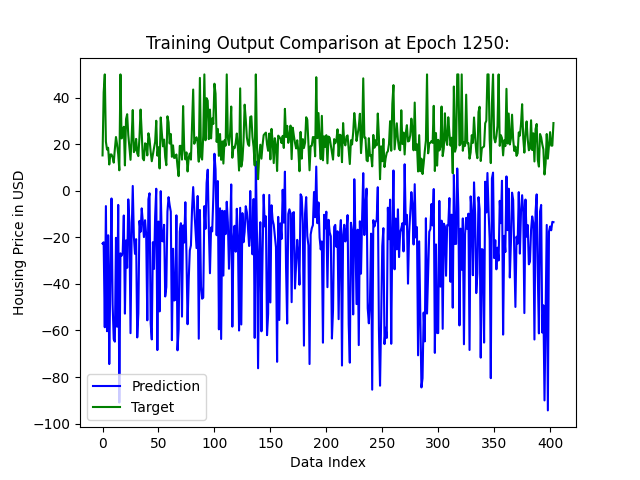 Training Output Comparison at Epoch 1250:
Housing Price in USD
40
20
0
−20
−40
−60
−80
−100
Prediction
Target
0 50 100 150 200 250 300 350 400
Data Index